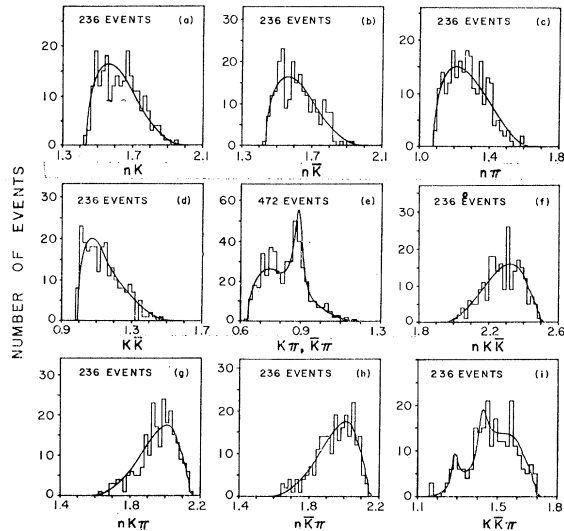 NUMBER OF EVENTS
236 EVENTS (a)
30
20
10
0
1.3 1.7 2.1
nK
236 EVENTS (b)
30
20
10
0
1.3 1.7 2.1
nK̅
236 EVENTS (c)
30
20
10
0
1.0 1.4 1.8
nπ
236 EVENTS (d)
30
20
10
0
0.9 1.3 1.7
KK̅
472 EVENTS (e)
60
40
20
0
0.6 0.9 1.3
Kπ, K̅π
236 EVENTS (f)
30
20
10
0
1.8 2.2 2.6
nKK̅
236 EVENTS (g)
30
20
10
0
1.4 1.8 2.2
nKπ
236 EVENTS (h)
30
20
10
0
1.4 1.8 2.2
nK̅π
236 EVENTS (i)
30
20
10
0
1.1 1.5 1.8
KK̅π